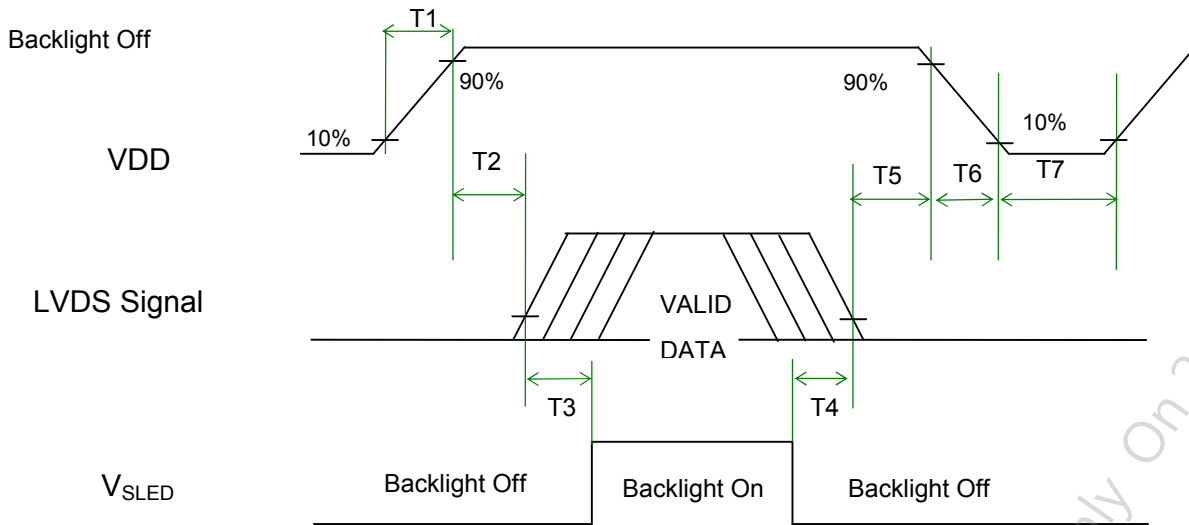 T1
Backlight Off
90%
90%
10%
10%
VDD
T2
T5
T6
T7
LVDS Signal
VALID
DATA
T3
T4
VSLED
Backlight Off
Backlight On
Backlight Off
On